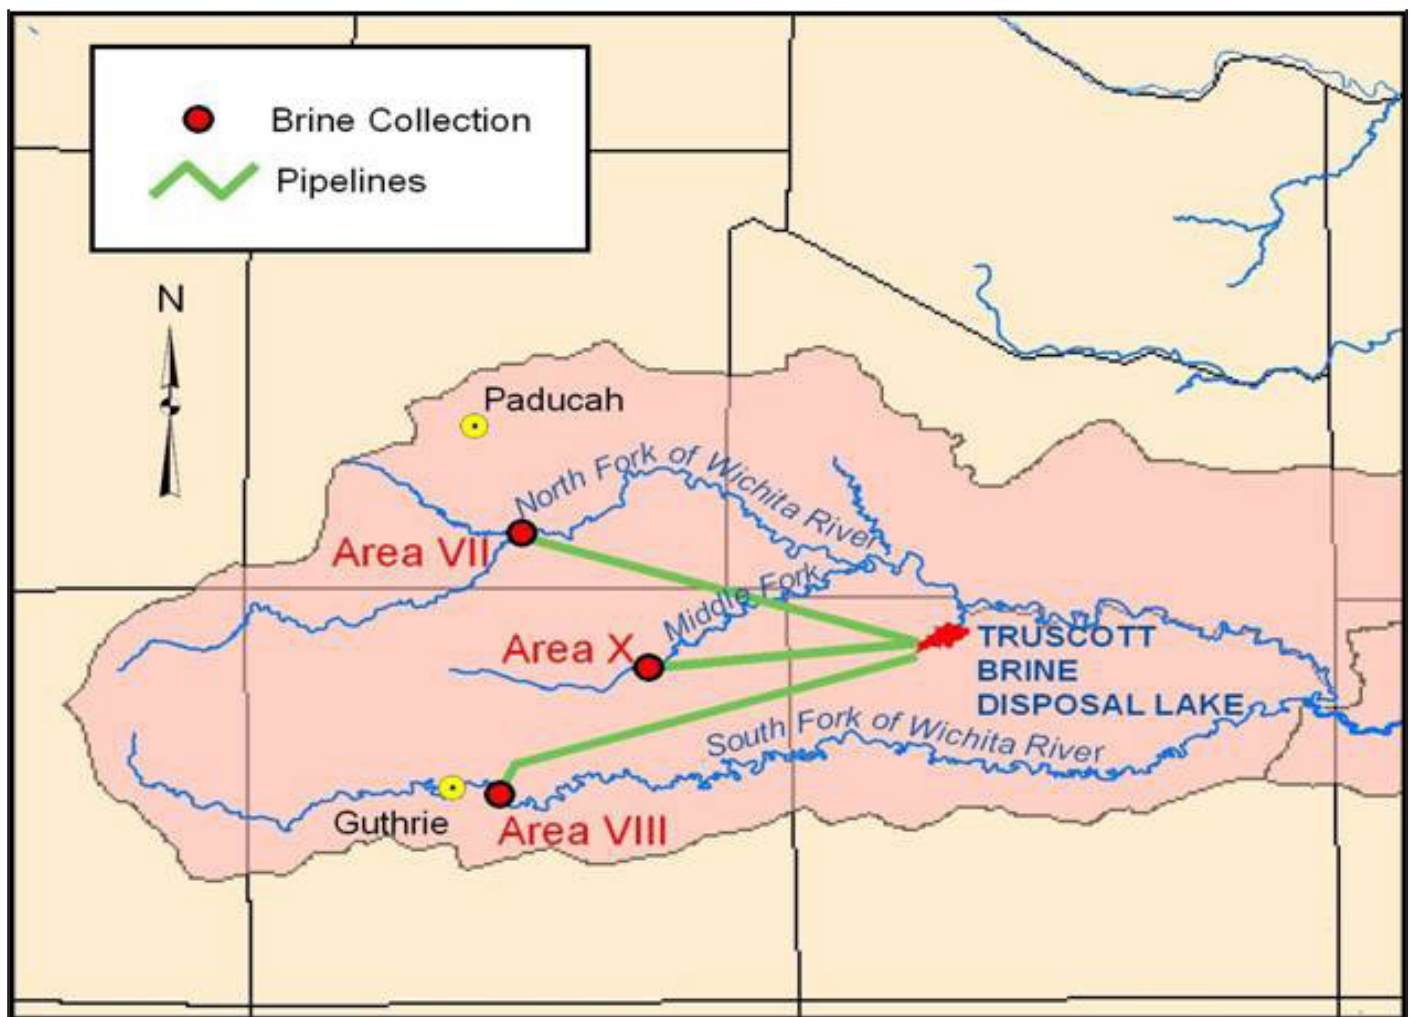 Brine Collection
Pipelines
N
Paducah
North Fork of Wichita River
Area VII
Middle Fork
Area X
TRUSCOTT
BRINE
DISPOSAL LAKE
South Fork of Wichita River
Guthrie
Area VIII